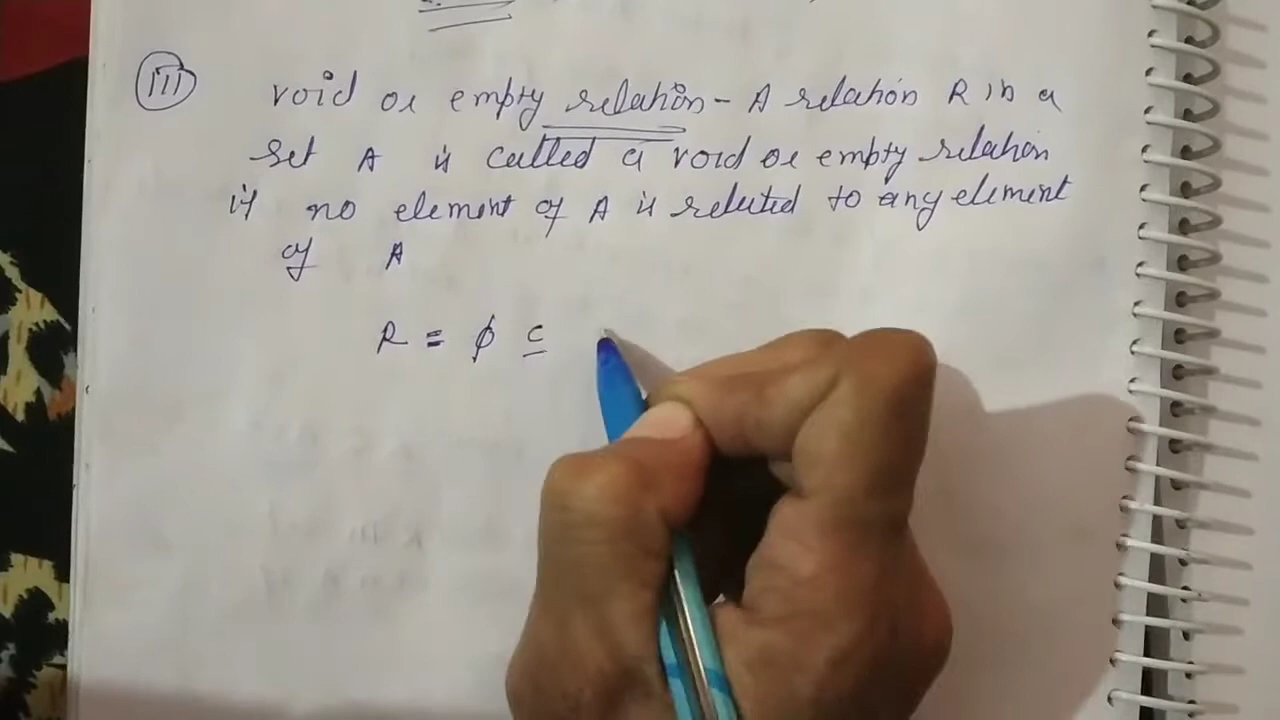 (III) void or empty relation - A relation R in a
set A is called a void or empty relation
if no element of A is related to any element
of A
R = ϕ ⊆